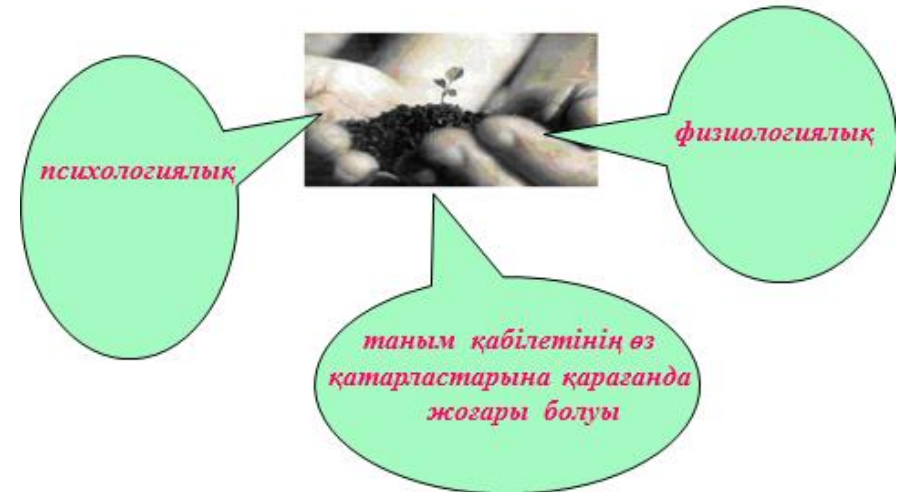 психологиялық
физиологиялық
таным қабілетінің өз
қатарластарына қарағанда
жоғары болуы